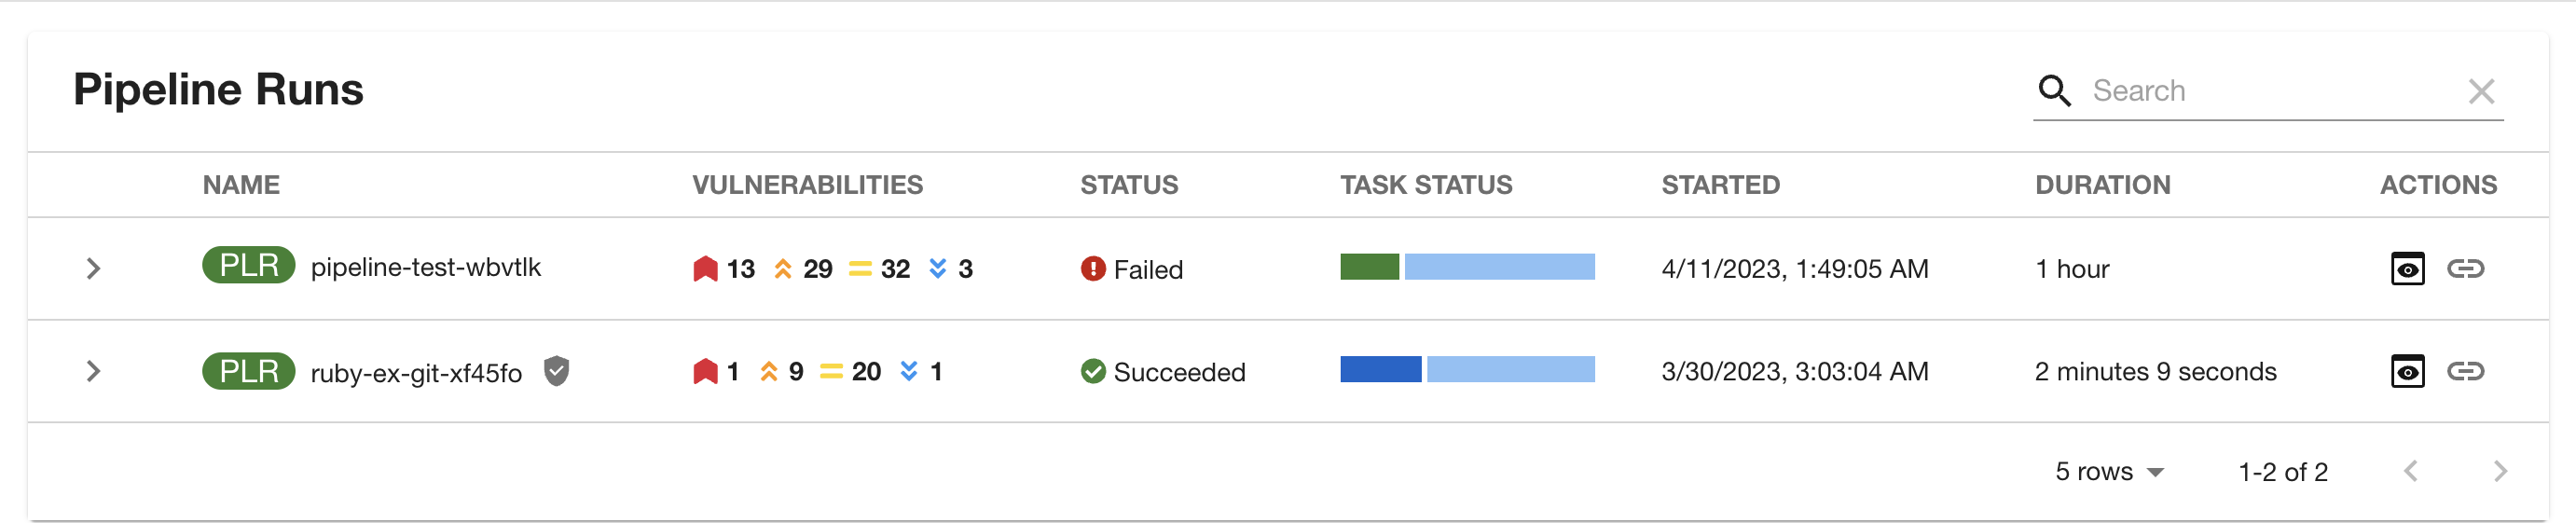 Pipeline Runs
Search
NAME VULNERABILITIES STATUS TASK STATUS STARTED DURATION ACTIONS
PLR pipeline-test-wbvtlk 13 29 32 3 Failed 4/11/2023, 1:49:05 AM 1 hour
PLR ruby-ex-git-xf45fo 1 9 20 1 Succeeded 3/30/2023, 3:03:04 AM 2 minutes 9 seconds
5 rows 1-2 of 2